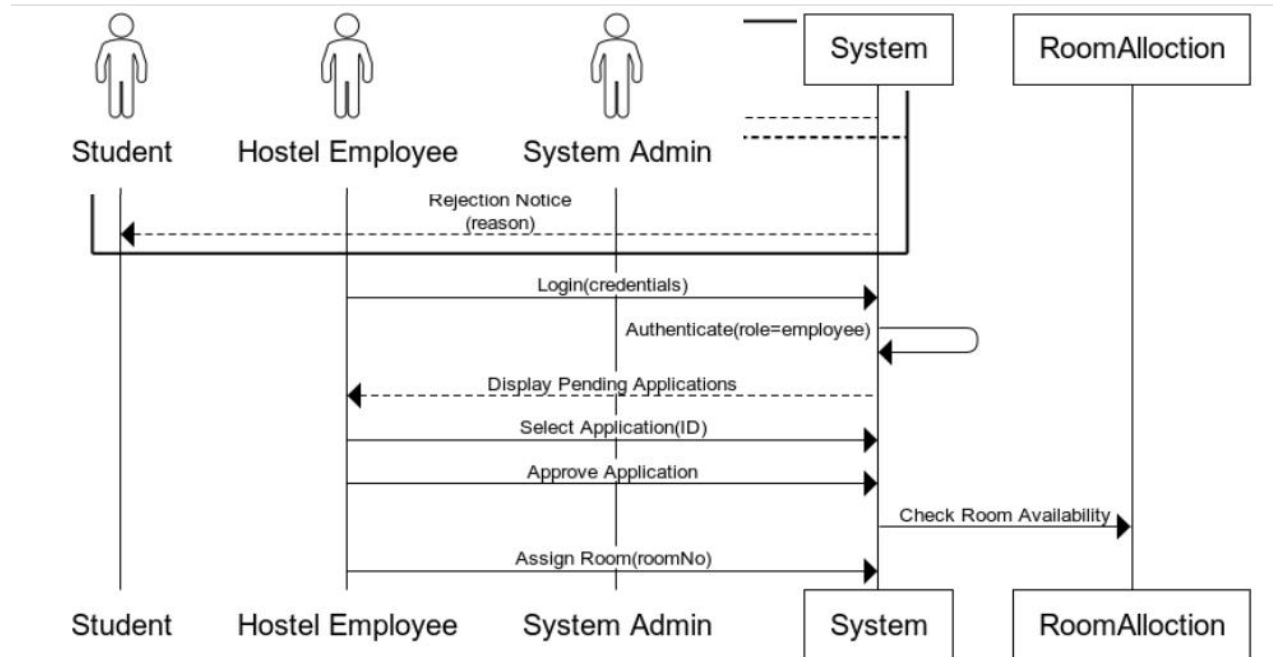 System
RoomAlloction
Student
Hostel Employee
System Admin
Rejection Notice
(reason)
Login(credentials)
Authenticate(role=employee)
Display Pending Applications
Select Application(ID)
Approve Application
Check Room Availability
Assign Room(roomNo)
Student
Hostel Employee
System Admin
System
RoomAlloction